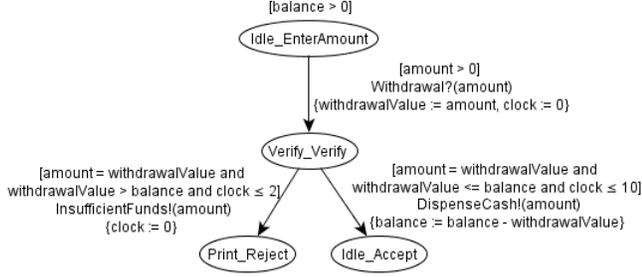 [balance > 0]
Idle_EnterAmount
[amount > 0]
Withdrawal?(amount)
{withdrawalValue := amount, clock := 0}
Verify_Verify
[amount = withdrawalValue and
withdrawalValue > balance and clock ≤ 2]
InsufficientFunds!(amount)
{clock := 0}
[amount = withdrawalValue and
withdrawalValue <= balance and clock ≤ 10]
DispenseCash!(amount)
{balance := balance - withdrawalValue}
Print_Reject
Idle_Accept